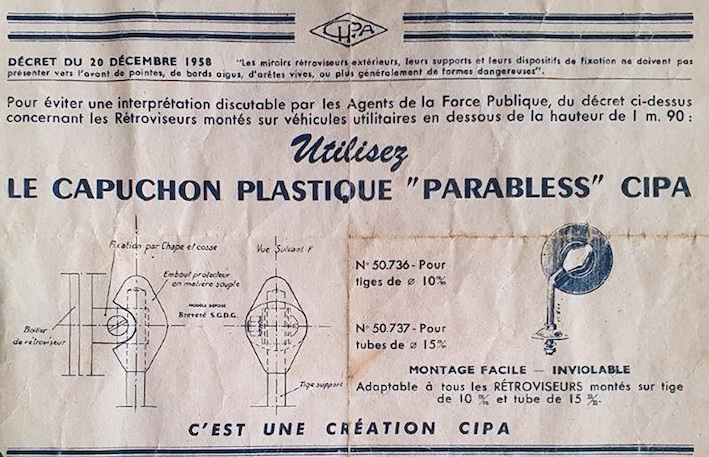 CIPA
DÉCRET DU 20 DÉCEMBRE 1958 "Les miroirs rétroviseurs extérieurs, leurs supports et leurs dispositifs de fixation ne doivent pas
présenter vers l'avant de pointes, de bords aigus, d'arêtes vives, ou plus généralement de formes dangereuses".
Pour éviter une interprétation discutable par les Agents de la Force Publique, du décret ci-dessus
concernant les Rétroviseurs montés sur véhicules utilitaires en dessous de la hauteur de 1 m. 90 :
Utilisez
LE CAPUCHON PLASTIQUE "PARABLESS" CIPA
Fixation par Chape et cosse
Vue Suivant F
Embout protecteur
en matière souple
MODÈLE DÉPOSÉ
Breveté S.G.D.G.
Boîtier
de rétroviseur
Tige support
N° 50.736 - Pour
tiges de ø 10 m/m
N° 50.737 - Pour
tubes de ø 15 m/m
MONTAGE FACILE — INVIOLABLE
Adaptable à tous les RÉTROVISEURS montés sur tige
de 10 m/m et tube de 15 m/m.
C'EST UNE CRÉATION CIPA